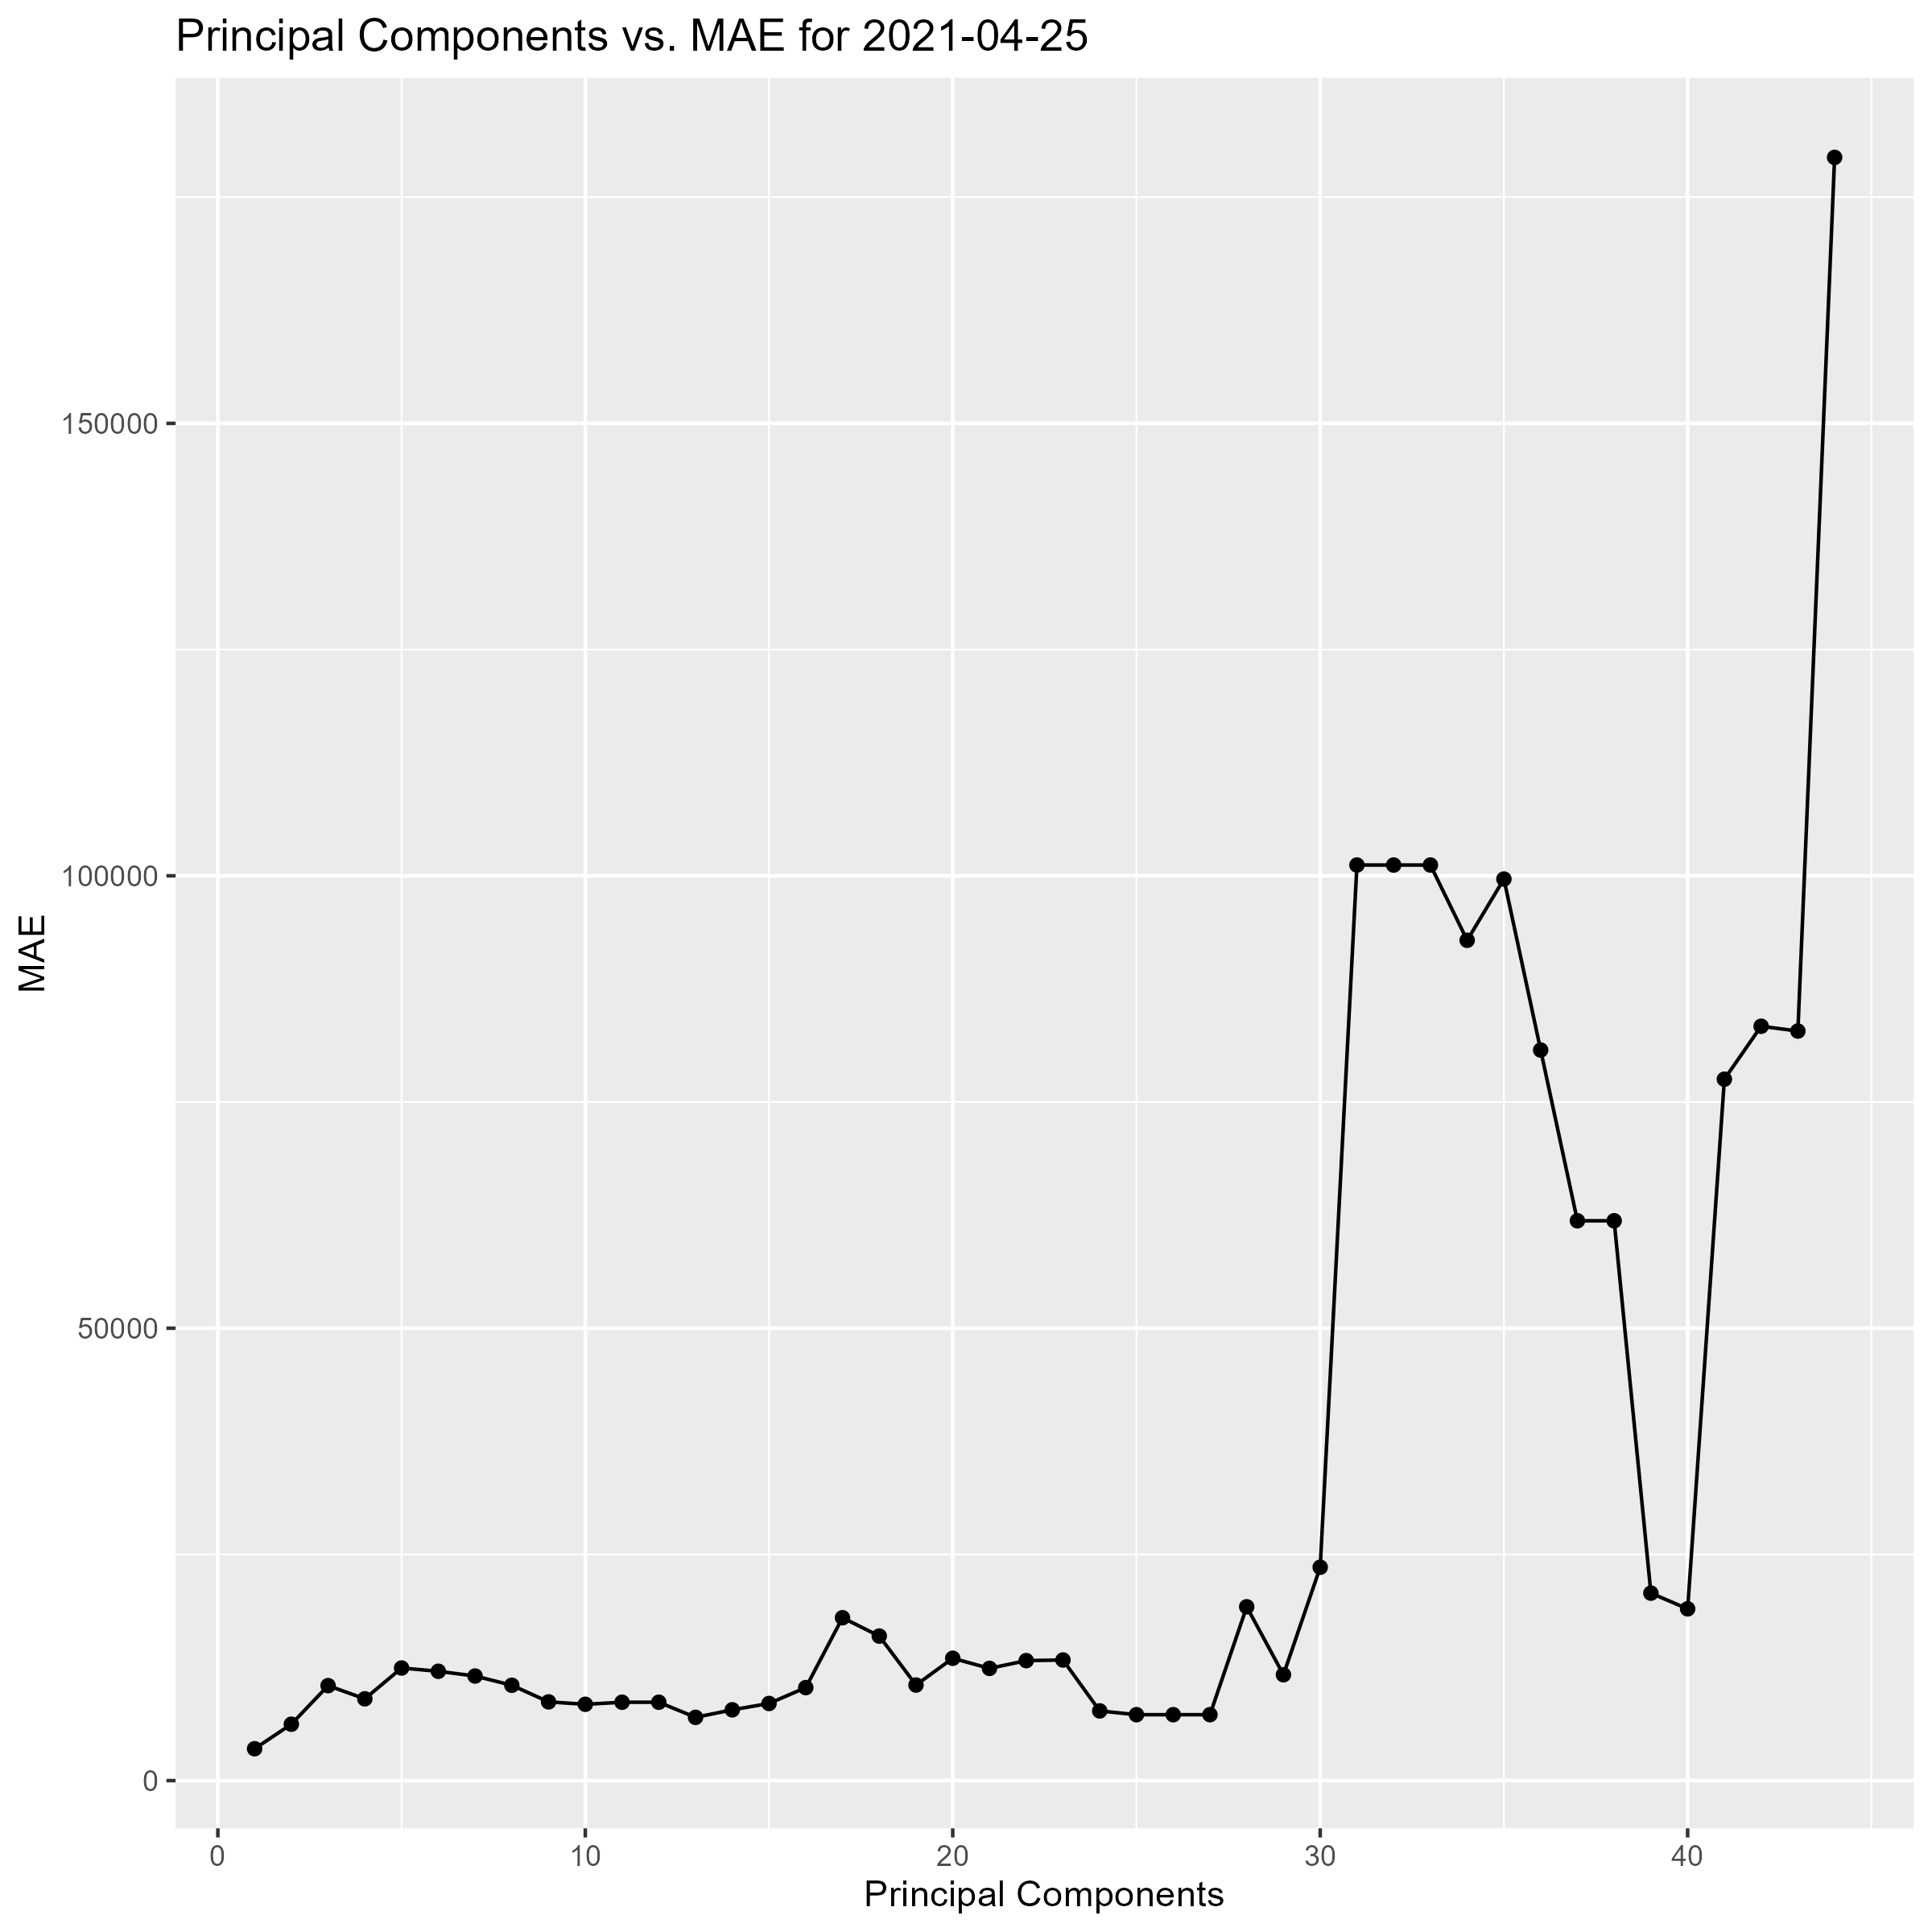 Principal Components vs. MAE for 2021-04-25
MAE
150000
100000
50000
0
0 10 20 30 40
Principal Components